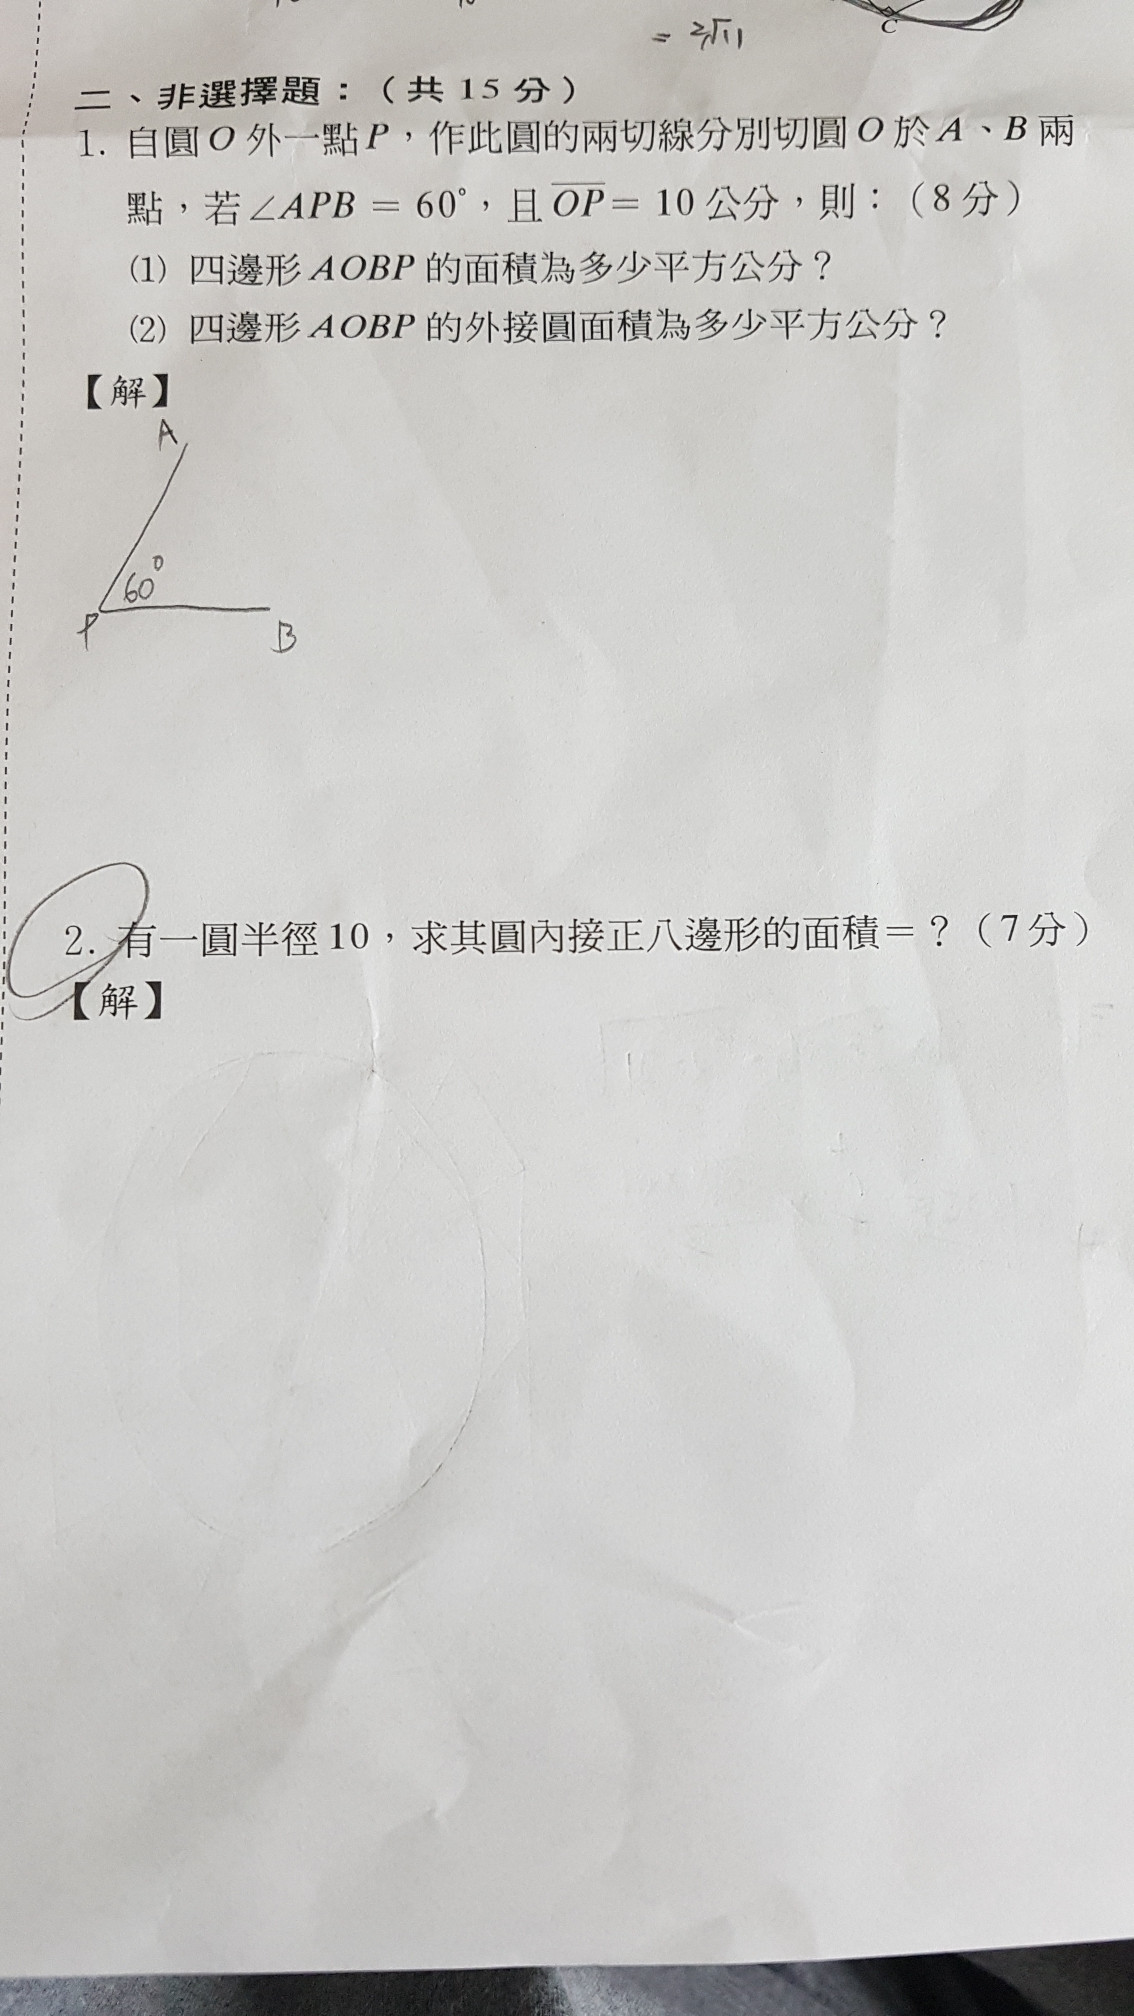 C
= 2√11
二、非選擇題：（共 15 分）
1. 自圓 O 外一點 P，作此圓的兩切線分別切圓 O 於 A、B 兩
點，若∠APB = 60°，且 OP = 10 公分，則：（8 分）
(1) 四邊形 AOBP 的面積為多少平方公分？
(2) 四邊形 AOBP 的外接圓面積為多少平方公分？
【解】
A
60°
P
B
2. 有一圓半徑 10，求其圓內接正八邊形的面積＝？（7 分）
【解】